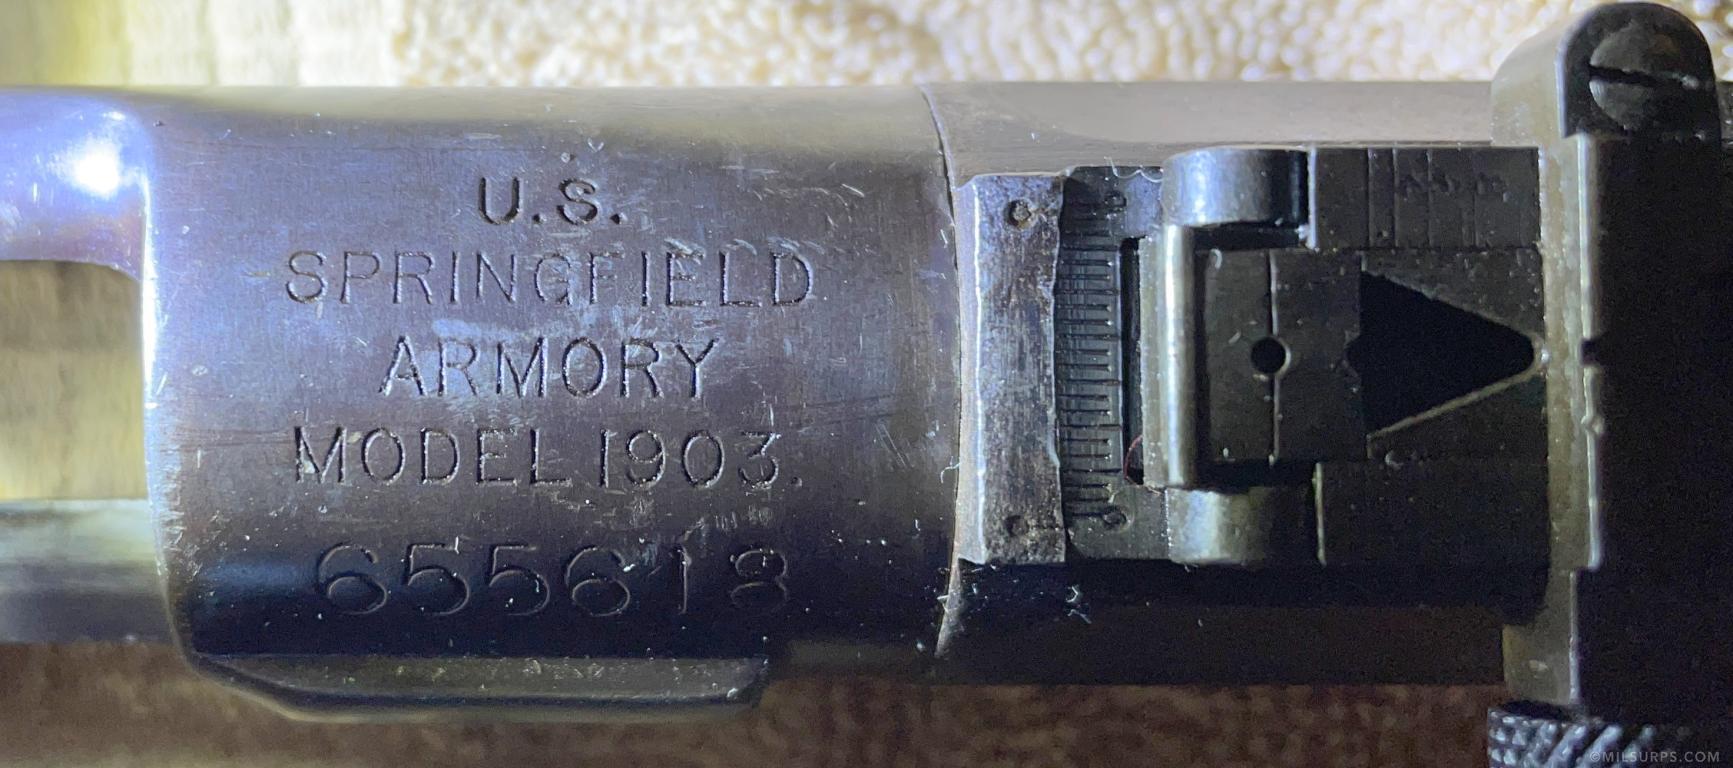 U.S.
SPRINGFIELD
ARMORY
MODEL 1903.
655618
©MILSURPS.COM